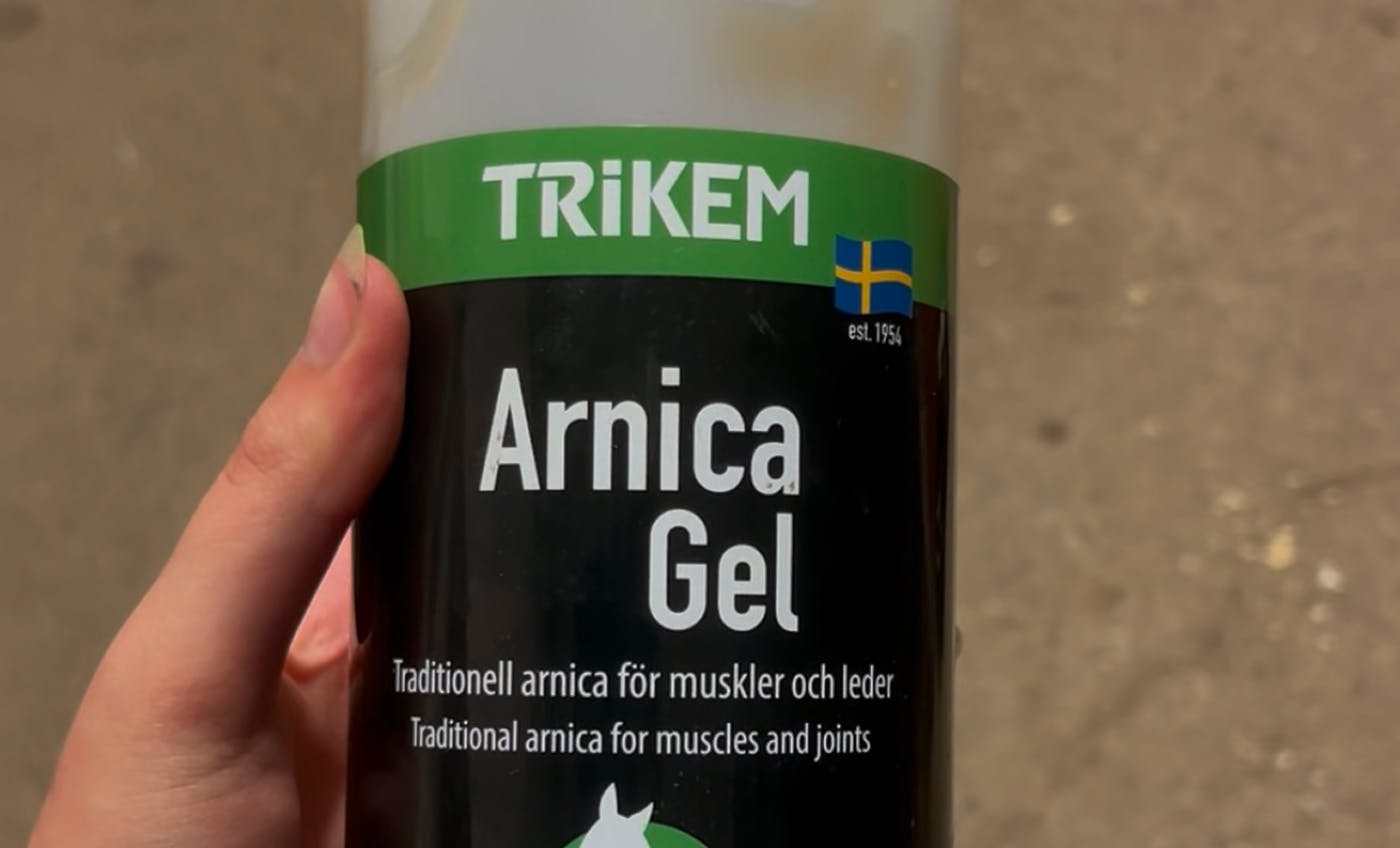 TRiKEM
est. 1954
Arnica
Gel
Traditionell arnica för muskler och leder
Traditional arnica for muscles and joints